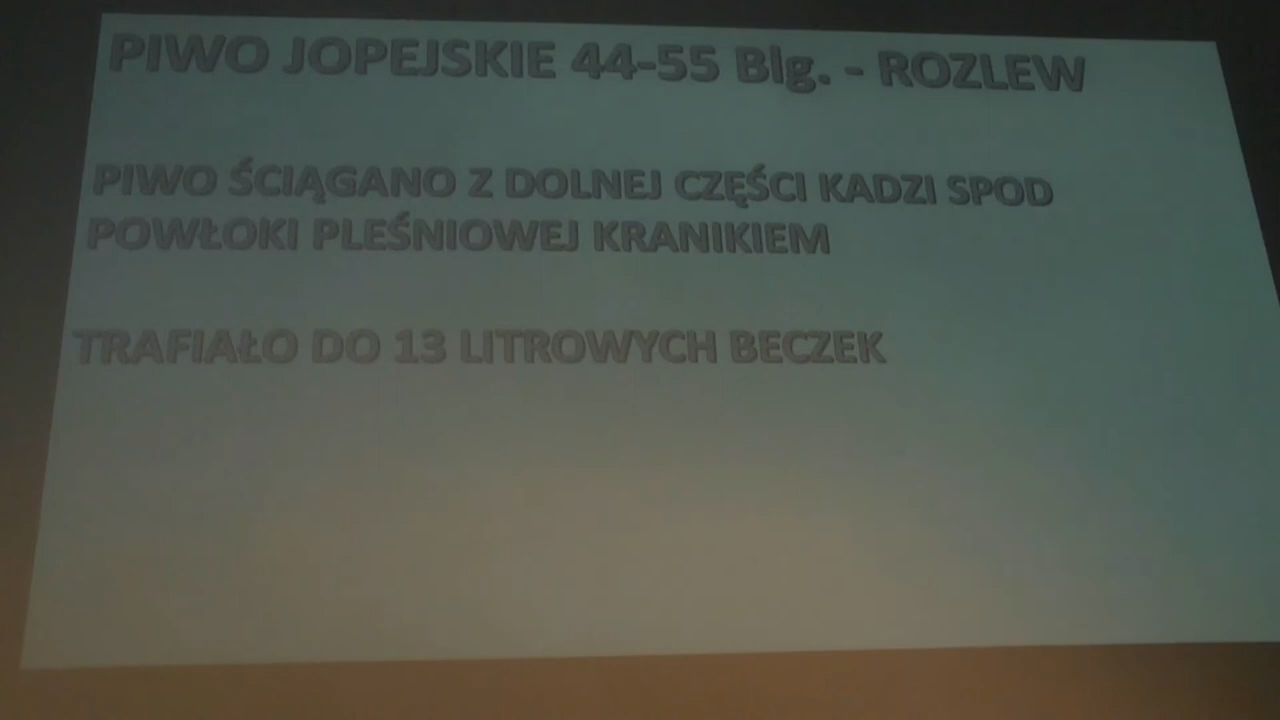 PIWO JOPEJSKIE 44-55 Blg. - ROZLEW
PIWO ŚCIĄGANO Z DOLNEJ CZĘŚCI KADZI SPOD
POWŁOKI PLEŚNIOWEJ KRANIKIEM
TRAFIAŁO DO 13 LITROWYCH BECZEK